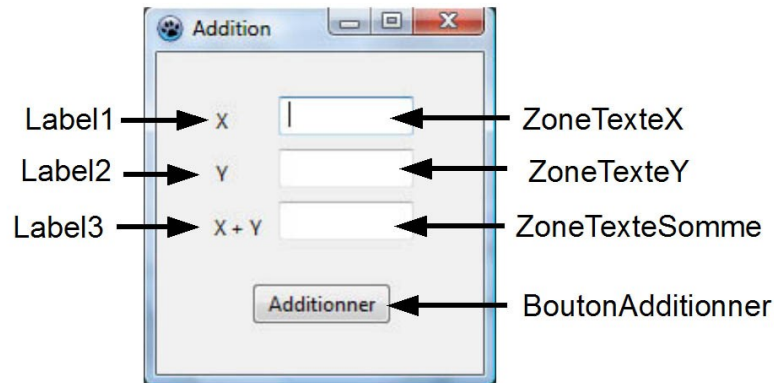 Addition
Label1 X ZoneTexteX
Label2 Y ZoneTexteY
Label3 X + Y ZoneTexteSomme
Additionner BoutonAdditionner